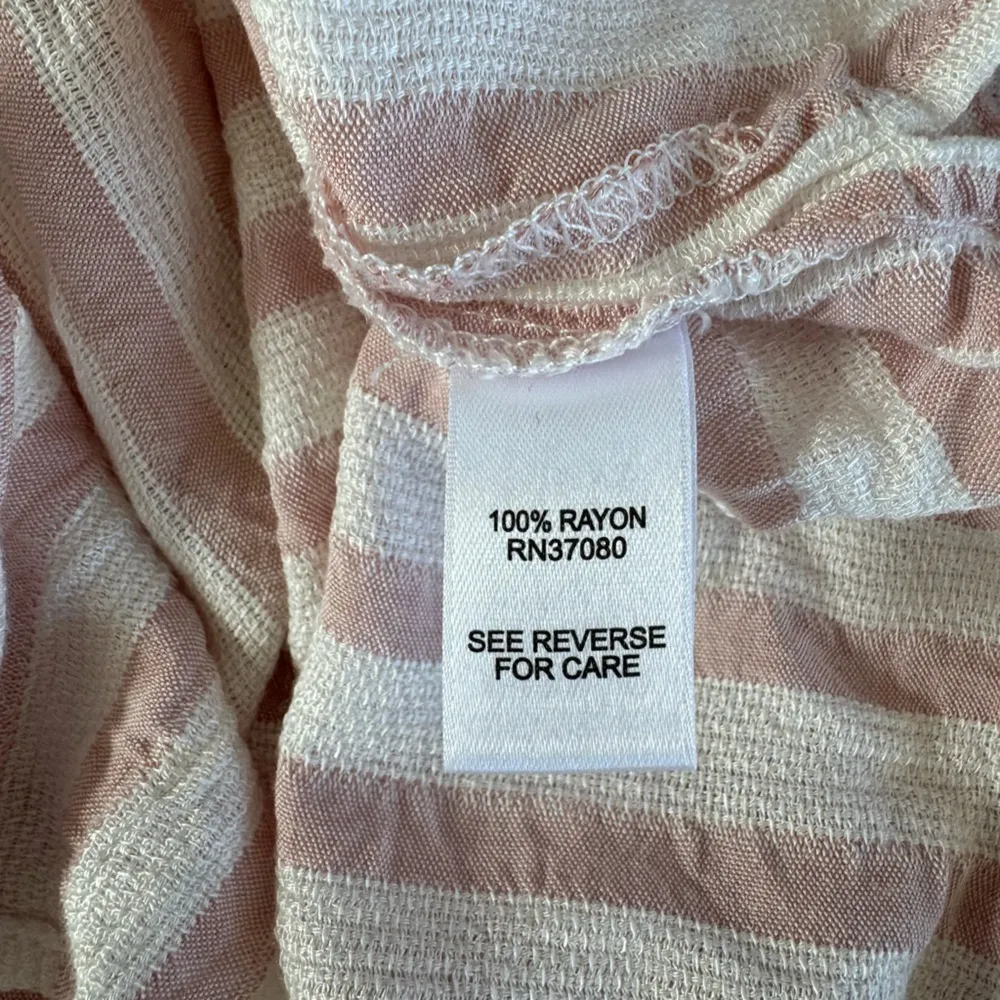 100% RAYON
RN37080
SEE REVERSE
FOR CARE